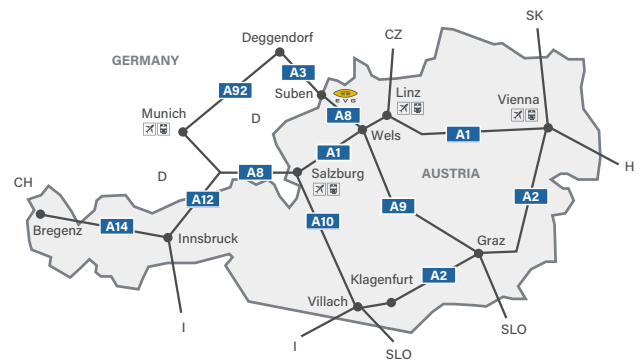 SK
Deggendorf
CZ
GERMANY
A3
A92
Suben
EVG
Linz
Vienna
Munich
D
A8
Wels
A1
A1
AUSTRIA
H
D
A8
Salzburg
CH
A12
A2
A9
A10
A14
Bregenz
Innsbruck
Graz
Klagenfurt
A2
Villach
I
SLO
I
SLO